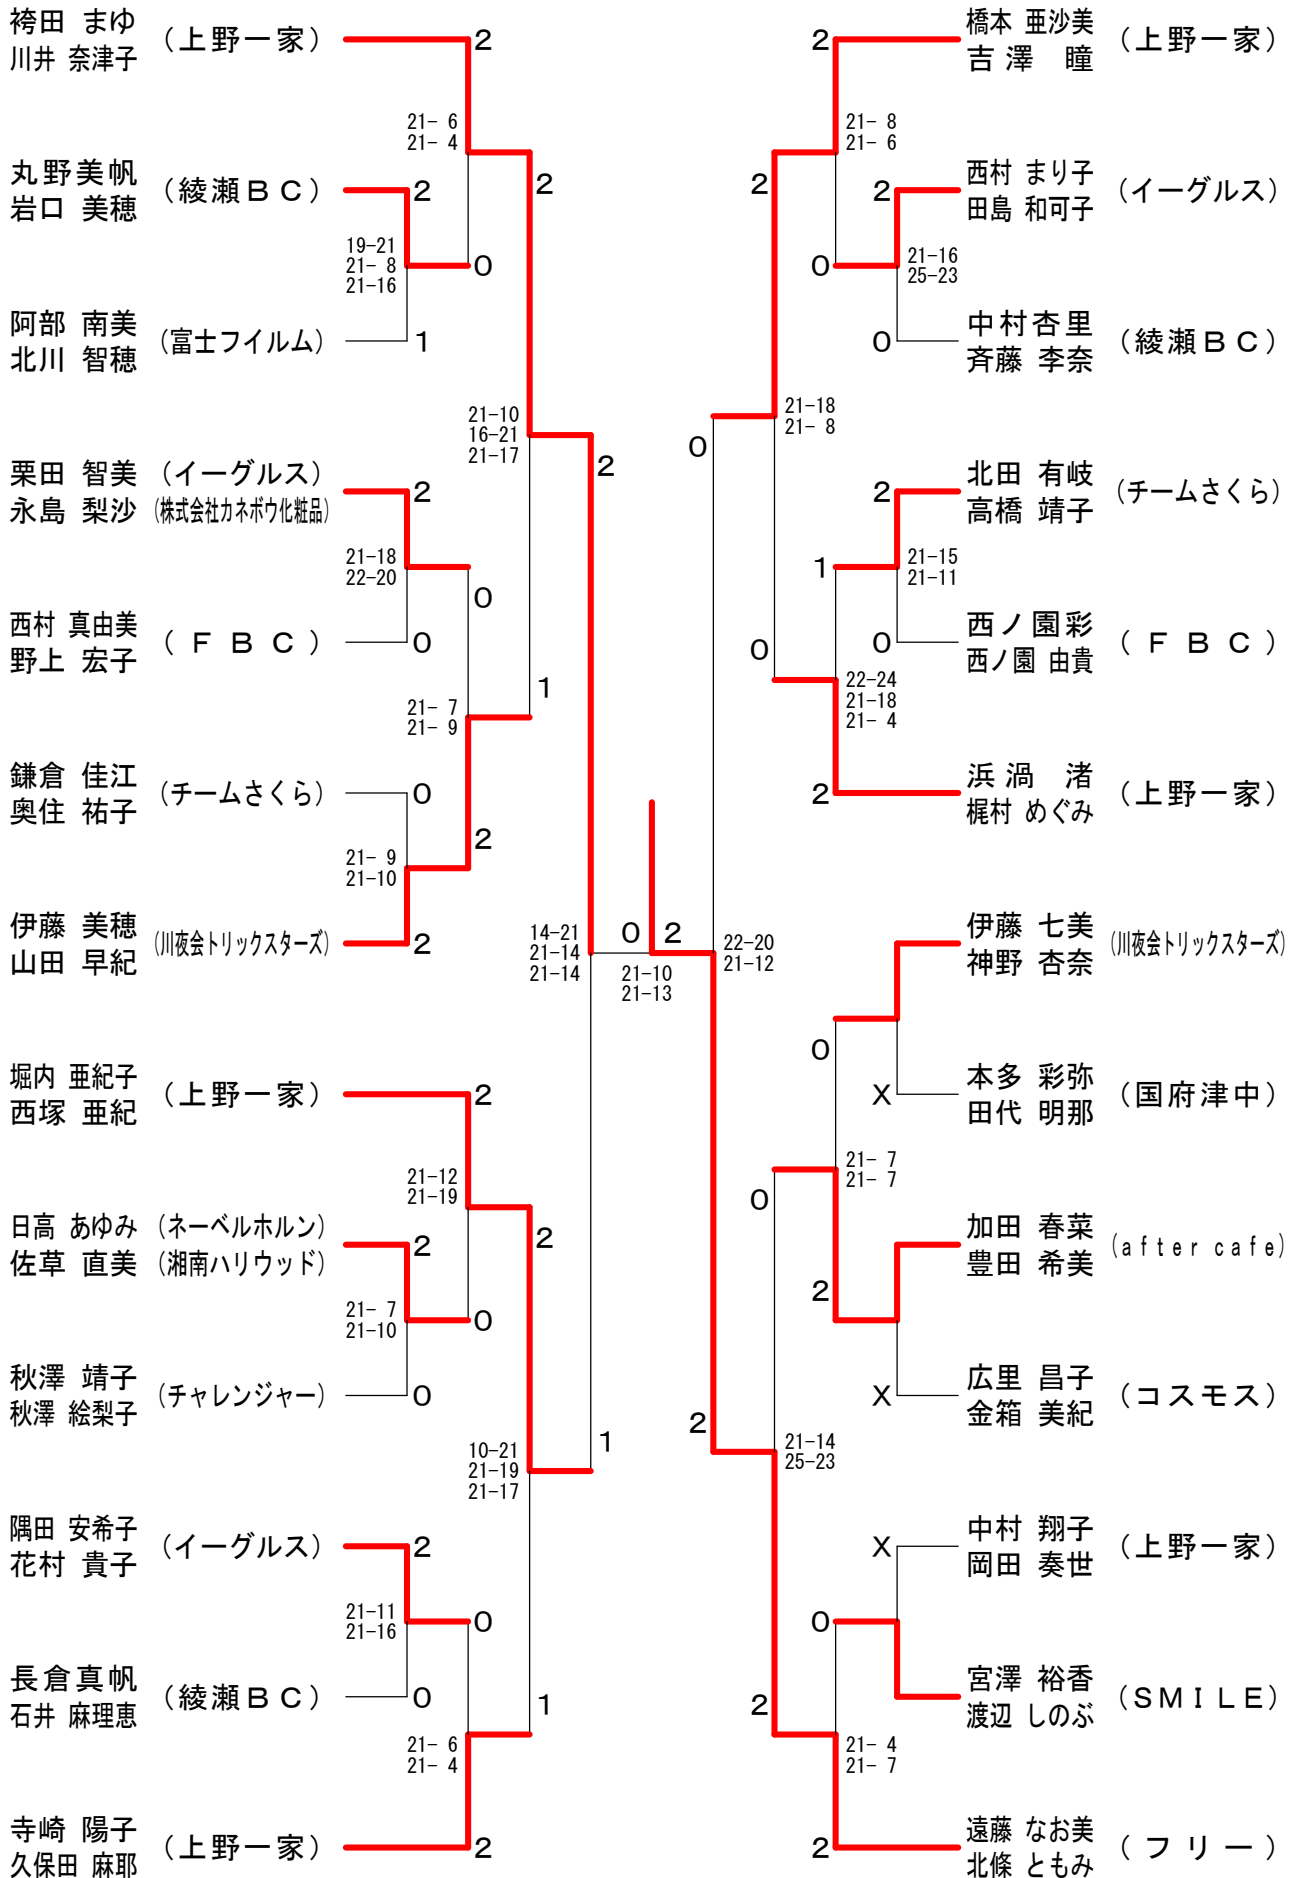 袴田 まゆ
川井 奈津子
(上野一家)
2
21- 6
21- 4
丸野美帆
岩口 美穂
(綾瀬ＢＣ)
2
2
19-21
21- 8
21-16
0
阿部 南美
北川 智穂
(富士フイルム)
1
21-10
16-21
21-17
2
栗田 智美
永島 梨沙
(イーグルス)
(株式会社カネボウ化粧品)
2
21-18
22-20
0
西村 真由美
野上 宏子
(ＦＢＣ)
0
1
21- 7
21- 9
鎌倉 佳江
奥住 祐子
(チームさくら)
0
2
21- 9
21-10
伊藤 美穂
山田 早紀
(川夜会トリックスターズ)
2
14-21
21-14
21-14
0
2
21-10
21-13
堀内 亜紀子
西塚 亜紀
(上野一家)
2
21-12
21-19
日高 あゆみ
佐草 直美
(ネーベルホルン)
(湘南ハリウッド)
2
2
21- 7
21-10
0
秋澤 靖子
秋澤 絵梨子
(チャレンジャー)
0
10-21
21-19
21-17
1
隅田 安希子
花村 貴子
(イーグルス)
2
21-11
21-16
0
長倉真帆
石井 麻理恵
(綾瀬ＢＣ)
0
1
21- 6
21- 4
寺崎 陽子
久保田 麻耶
(上野一家)
2
2
橋本 亜沙美
吉澤 瞳
(上野一家)
21- 8
21- 6
2
2
西村 まり子
田島 和可子
(イーグルス)
0
21-16
25-23
0
中村杏里
斉藤 李奈
(綾瀬ＢＣ)
21-18
21- 8
0
2
北田 有岐
高橋 靖子
(チームさくら)
1
21-15
21-11
0
西ノ園彩
西ノ園 由貴
(ＦＢＣ)
0
22-24
21-18
21- 4
2
浜渦 渚
梶村 めぐみ
(上野一家)
22-20
21-12
伊藤 七美
神野 杏奈
(川夜会トリックスターズ)
0
X
本多 彩弥
田代 明那
(国府津中)
21- 7
21- 7
0
加田 春菜
豊田 希美
(after cafe)
2
X
広里 昌子
金箱 美紀
(コスモス)
2
21-14
25-23
X
中村 翔子
岡田 奏世
(上野一家)
0
宮澤 裕香
渡辺 しのぶ
(ＳＭＩＬＥ)
2
21- 4
21- 7
2
遠藤 なお美
北條 ともみ
(フリー)